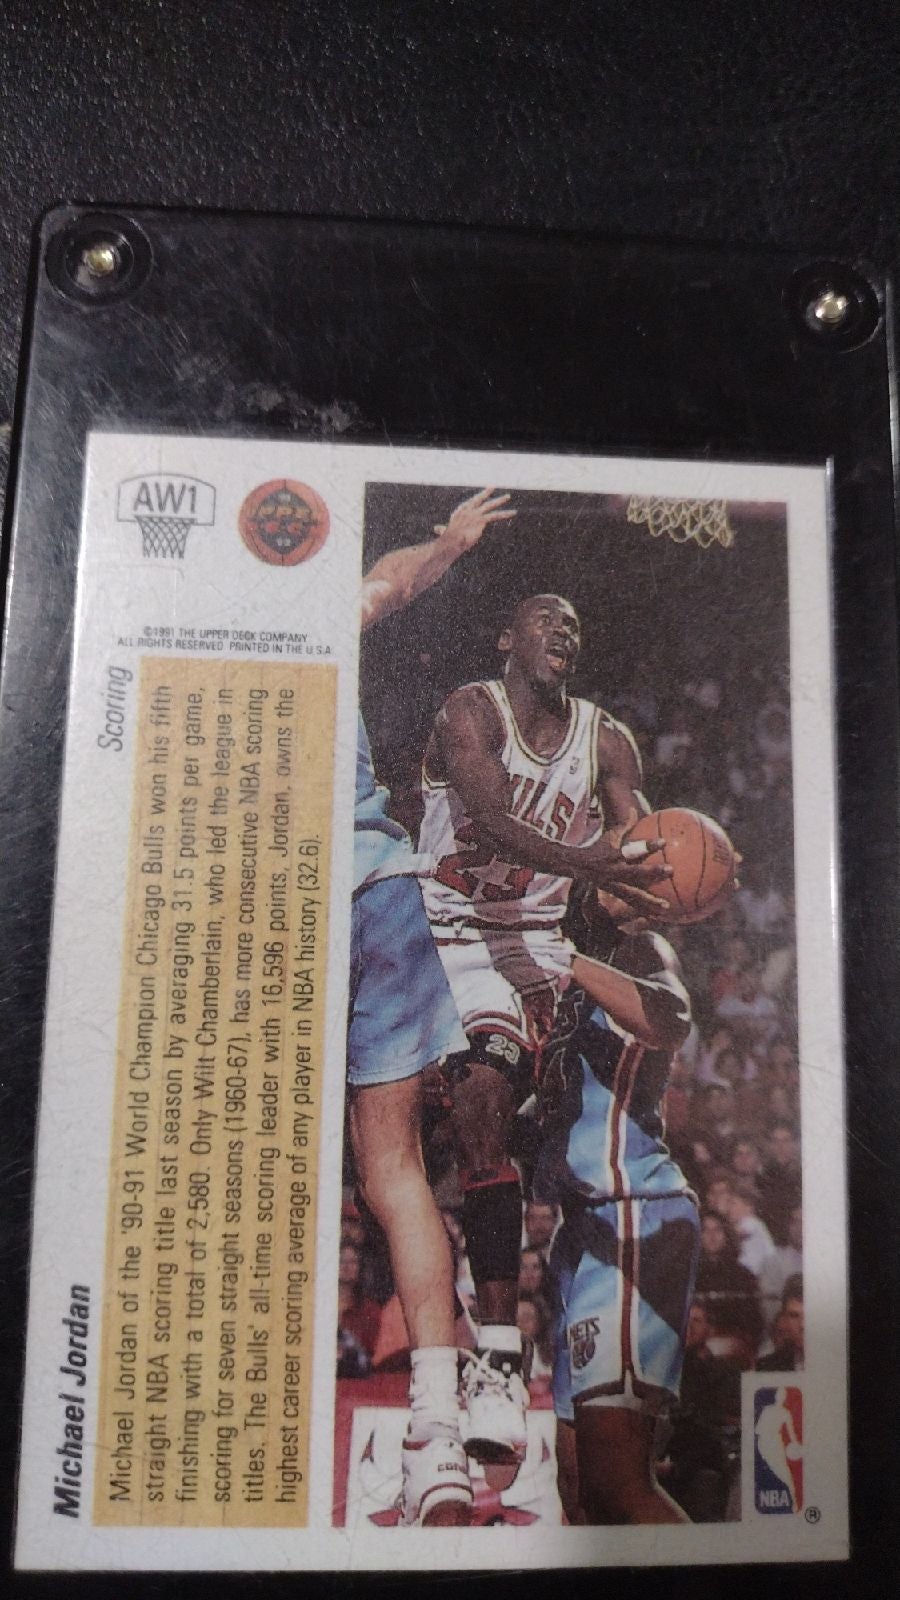 Michael Jordan
Scoring
Michael Jordan of the '90-91 World Champion Chicago Bulls won his fifth
straight NBA scoring title last season by averaging 31.5 points per game,
finishing with a total of 2,580. Only Wilt Chamberlain, who led the league in
scoring for seven straight seasons (1960-67), has more consecutive NBA scoring
titles. The Bulls' all-time scoring leader with 16,596 points, Jordan, owns the
highest career scoring average of any player in NBA history (32.6).
AW1
©1991 THE UPPER DECK COMPANY
ALL RIGHTS RESERVED PRINTED IN THE U.S.A
23
NETS
NBA
®